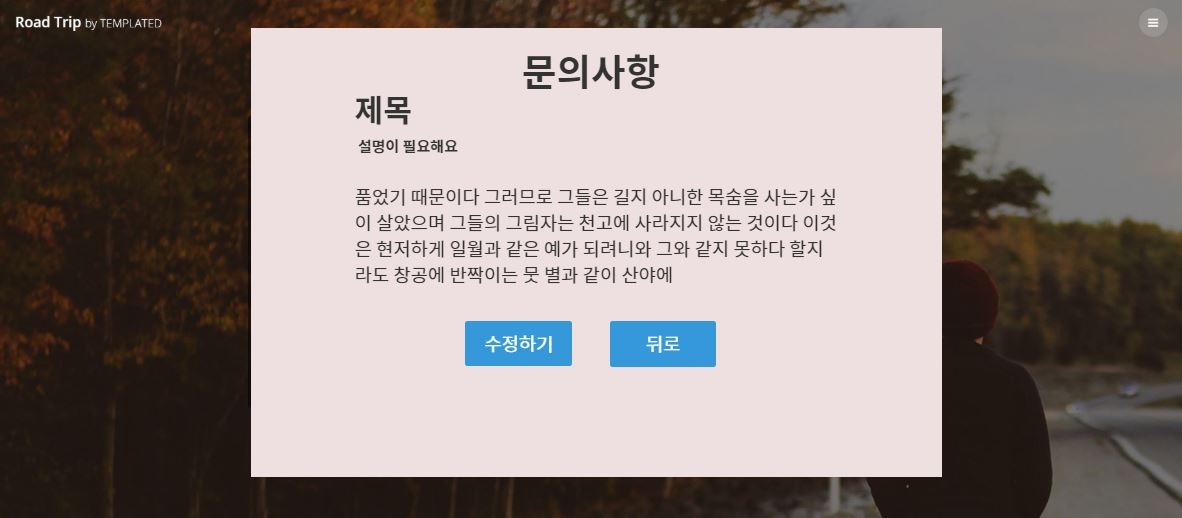 Road Trip by TEMPLATED
문의사항
제목
설명이 필요해요
품었기 때문이다 그러므로 그들은 길지 아니한 목숨을 사는가 싶
이 살았으며 그들의 그림자는 천고에 사라지지 않는 것이다 이것
은 현저하게 일월과 같은 예가 되려니와 그와 같지 못하다 할지
라도 창공에 반짝이는 뭇 별과 같이 산야에
수정하기 뒤로